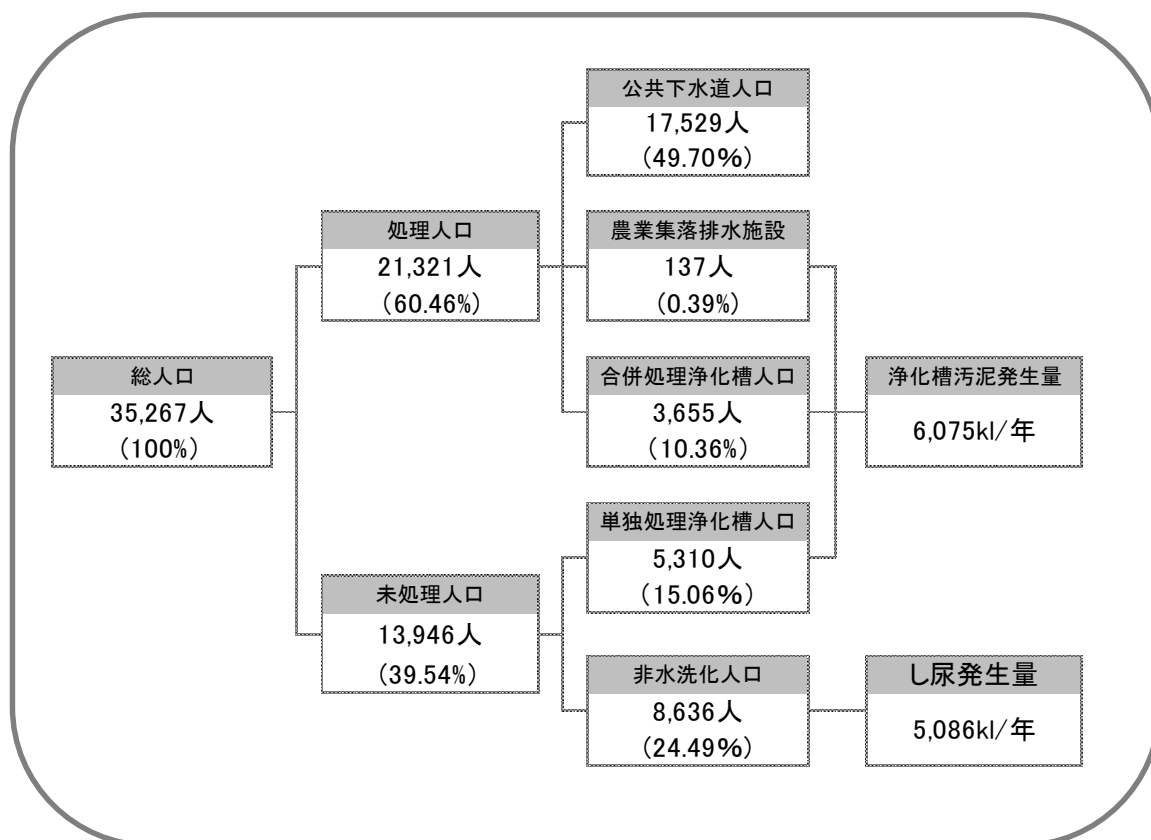 公共下水道人口
17,529人
(49.70%)
処理人口
21,321人
(60.46%)
農業集落排水施設
137人
(0.39%)
総人口
35,267人
(100%)
合併処理浄化槽人口
3,655人
(10.36%)
浄化槽汚泥発生量
6,075kl/年
単独処理浄化槽人口
5,310人
(15.06%)
未処理人口
13,946人
(39.54%)
非水洗化人口
8,636人
(24.49%)
し尿発生量
5,086kl/年